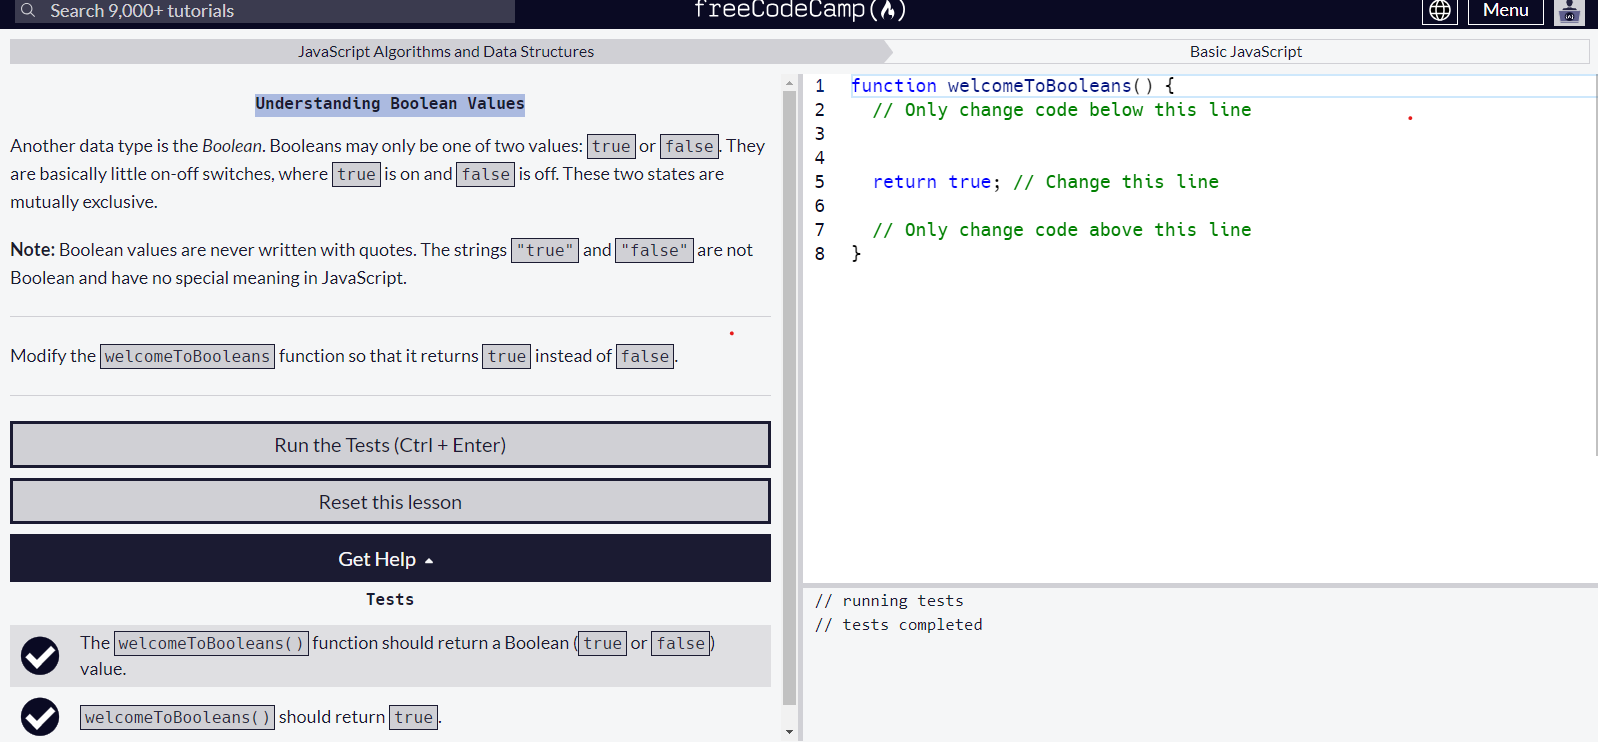 Search 9,000+ tutorials
freeCodeCamp(🔥)
Menu
JavaScript Algorithms and Data Structures
Basic JavaScript
Understanding Boolean Values
Another data type is the Boolean. Booleans may only be one of two values: true or false. They
are basically little on-off switches, where true is on and false is off. These two states are
mutually exclusive.
Note: Boolean values are never written with quotes. The strings "true" and "false" are not
Boolean and have no special meaning in JavaScript.
Modify the welcomeToBooleans function so that it returns true instead of false.
Run the Tests (Ctrl + Enter)
Reset this lesson
Get Help
Tests
The welcomeToBooleans() function should return a Boolean (true or false)
value.
welcomeToBooleans() should return true.
1 function welcomeToBooleans() {
2 // Only change code below this line
3
4
5 return true; // Change this line
6
7 // Only change code above this line
8 }
// running tests
// tests completed